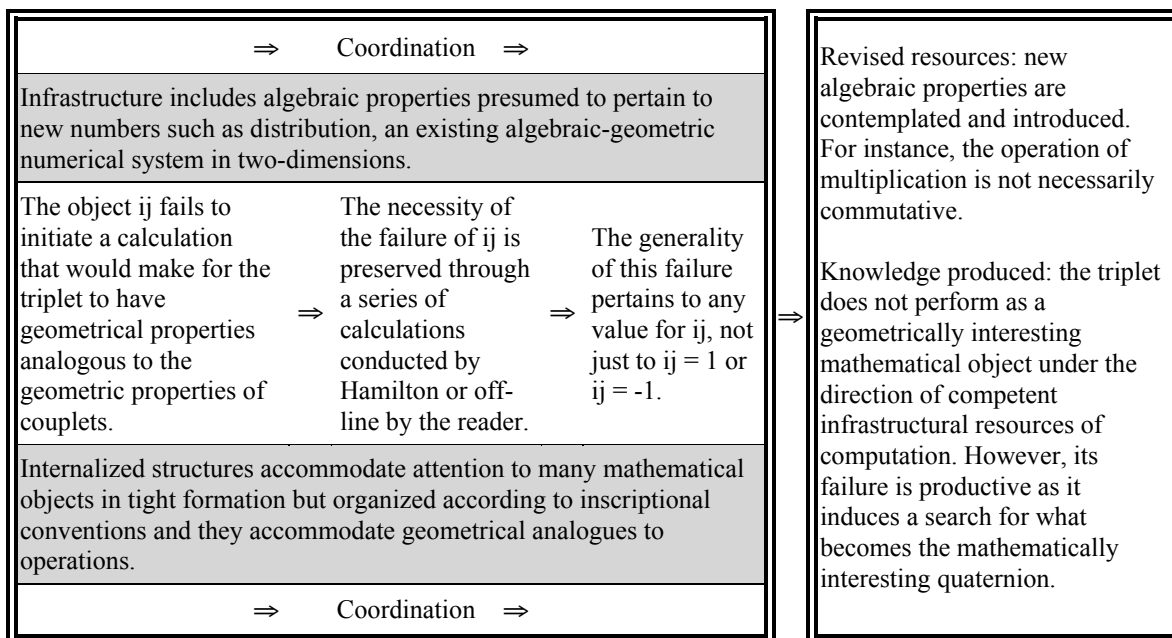 ⇒ Coordination ⇒
Infrastructure includes algebraic properties presumed to pertain to
new numbers such as distribution, an existing algebraic-geometric
numerical system in two-dimensions.
The object ij fails to
initiate a calculation
that would make for the
triplet to have
geometrical properties
analogous to the
geometric properties of
couplets.
⇒
The necessity of
the failure of ij is
preserved through
a series of
calculations
conducted by
Hamilton or off-
line by the reader.
⇒
The generality
of this failure
pertains to any
value for ij, not
just to ij = 1 or
ij = -1.
Internalized structures accommodate attention to many mathematical
objects in tight formation but organized according to inscriptional
conventions and they accommodate geometrical analogues to
operations.
⇒ Coordination ⇒
⇒
Revised resources: new
algebraic properties are
contemplated and introduced.
For instance, the operation of
multiplication is not necessarily
commutative.
Knowledge produced: the triplet
does not perform as a
geometrically interesting
mathematical object under the
direction of competent
infrastructural resources of
computation. However, its
failure is productive as it
induces a search for what
becomes the mathematically
interesting quaternion.